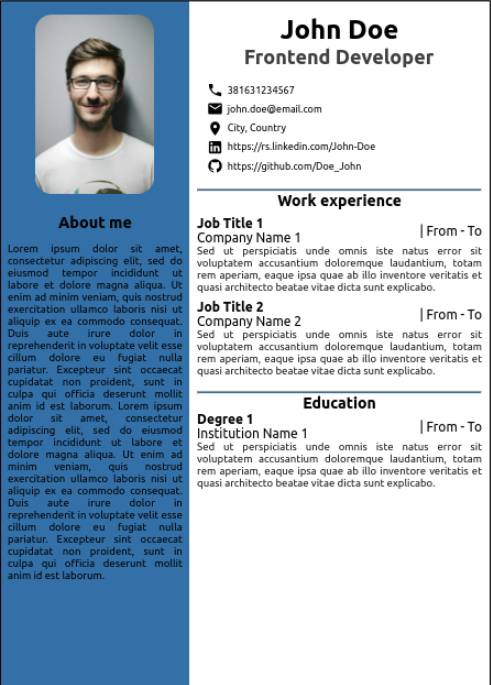 John Doe
Frontend Developer
381631234567
john.doe@email.com
City, Country
https://rs.linkedin.com/John-Doe
https://github.com/Doe_John
About me
Lorem ipsum dolor sit amet,
consectetur adipiscing elit, sed do
eiusmod tempor incididunt ut
labore et dolore magna aliqua. Ut
enim ad minim veniam, quis nostrud
exercitation ullamco laboris nisi ut
aliquip ex ea commodo consequat.
Duis aute irure dolor in
reprehenderit in voluptate velit esse
cillum dolore eu fugiat nulla
pariatur. Excepteur sint occaecat
cupidatat non proident, sunt in
culpa qui officia deserunt mollit
anim id est laborum. Lorem ipsum
dolor sit amet, consectetur
adipiscing elit, sed do eiusmod
tempor incididunt ut labore et
dolore magna aliqua. Ut enim ad
minim veniam, quis nostrud
exercitation ullamco laboris nisi ut
aliquip ex ea commodo consequat.
Duis aute irure dolor in
reprehenderit in voluptate velit esse
cillum dolore eu fugiat nulla
pariatur. Excepteur sint occaecat
cupidatat non proident, sunt in
culpa qui officia deserunt mollit
anim id est laborum.
Work experience
Job Title 1
Company Name 1
| From - To
Sed ut perspiciatis unde omnis iste natus error sit
voluptatem accusantium doloremque laudantium, totam
rem aperiam, eaque ipsa quae ab illo inventore veritatis et
quasi architecto beatae vitae dicta sunt explicabo.
Job Title 2
Company Name 2
| From - To
Sed ut perspiciatis unde omnis iste natus error sit
voluptatem accusantium doloremque laudantium, totam
rem aperiam, eaque ipsa quae ab illo inventore veritatis et
quasi architecto beatae vitae dicta sunt explicabo.
Education
Degree 1
Institution Name 1
| From - To
Sed ut perspiciatis unde omnis iste natus error sit
voluptatem accusantium doloremque laudantium, totam
rem aperiam, eaque ipsa quae ab illo inventore veritatis et
quasi architecto beatae vitae dicta sunt explicabo.